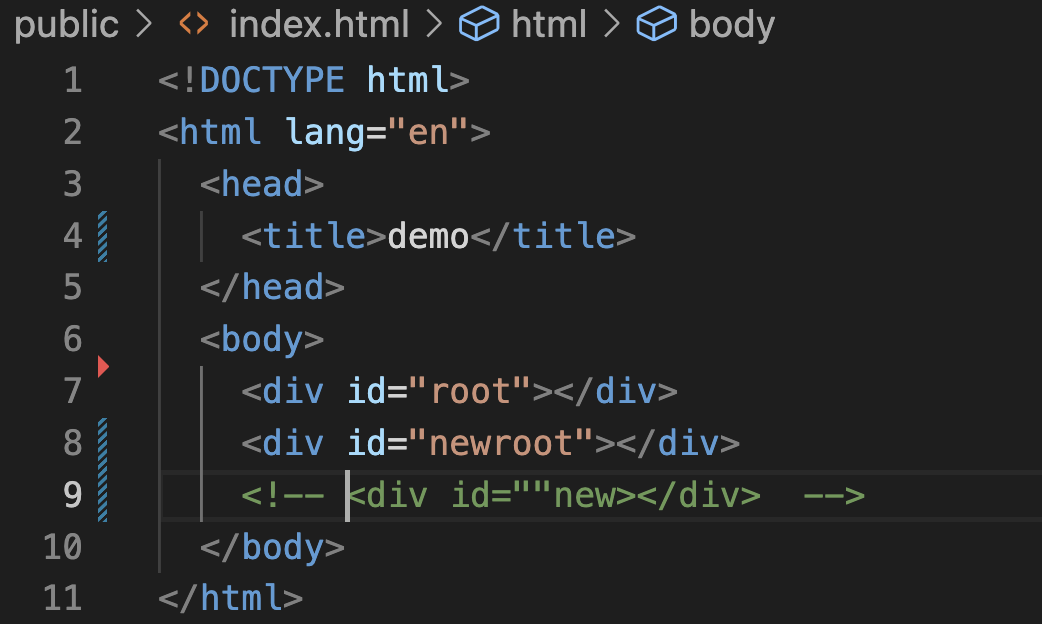 public > <> index.html > html > body
1 <!DOCTYPE html>
2 <html lang="en">
3 <head>
4 <title>demo</title>
5 </head>
6 <body>
7 <div id="root"></div>
8 <div id="newroot"></div>
9 <!-- <div id=""new></div>  -->
10 </body>
11 </html>